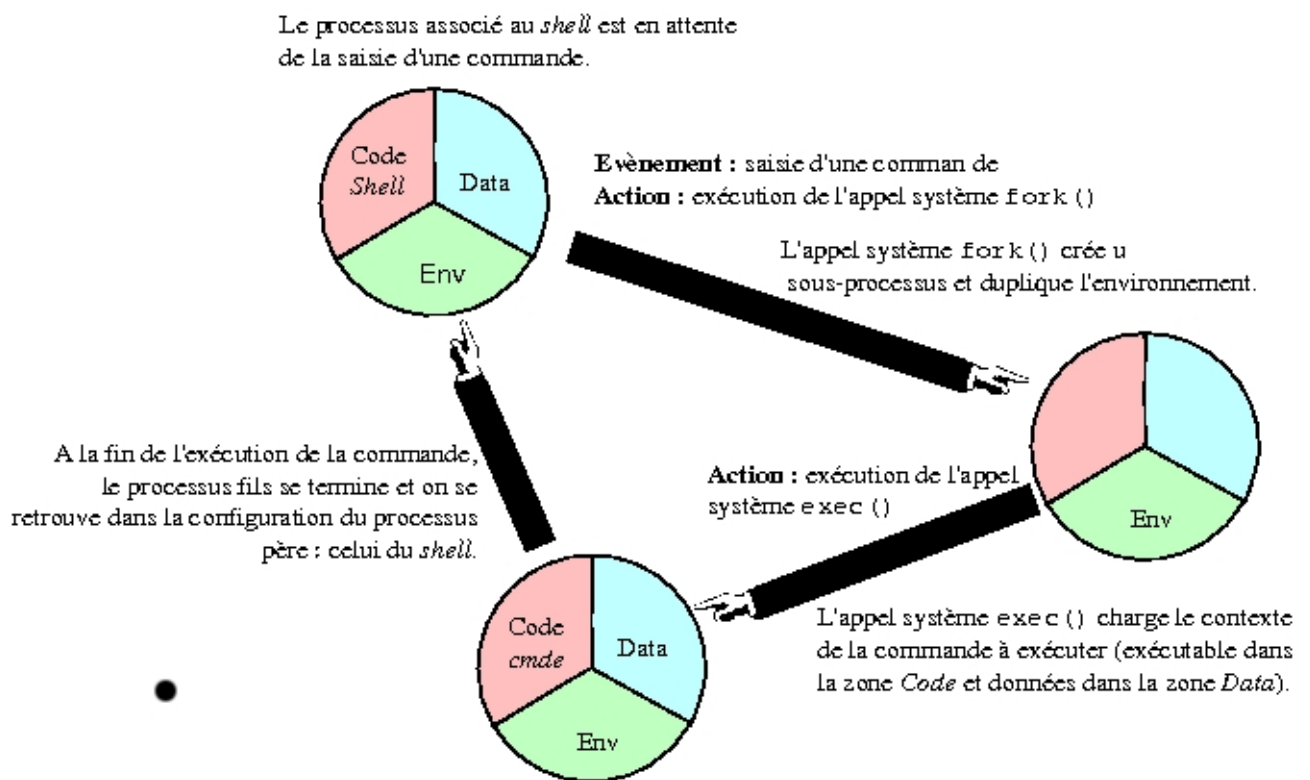 Le processus associé au shell est en attente
de la saisie d'une commande.
Code
Shell
Data
Env
Evènement : saisie d'une comman de
Action : exécution de l'appel système fork ()
L'appel système fork () crée u
sous-processus et duplique l'environnement.
Env
Action : exécution de l'appel
système exec ()
L'appel système exec () charge le contexte
de la commande à exécuter (exécutable dans
la zone Code et données dans la zone Data).
Code
cmde
Data
Env
A la fin de l'exécution de la commande,
le processus fils se termine et on se
retrouve dans la configuration du processus
père : celui du shell.